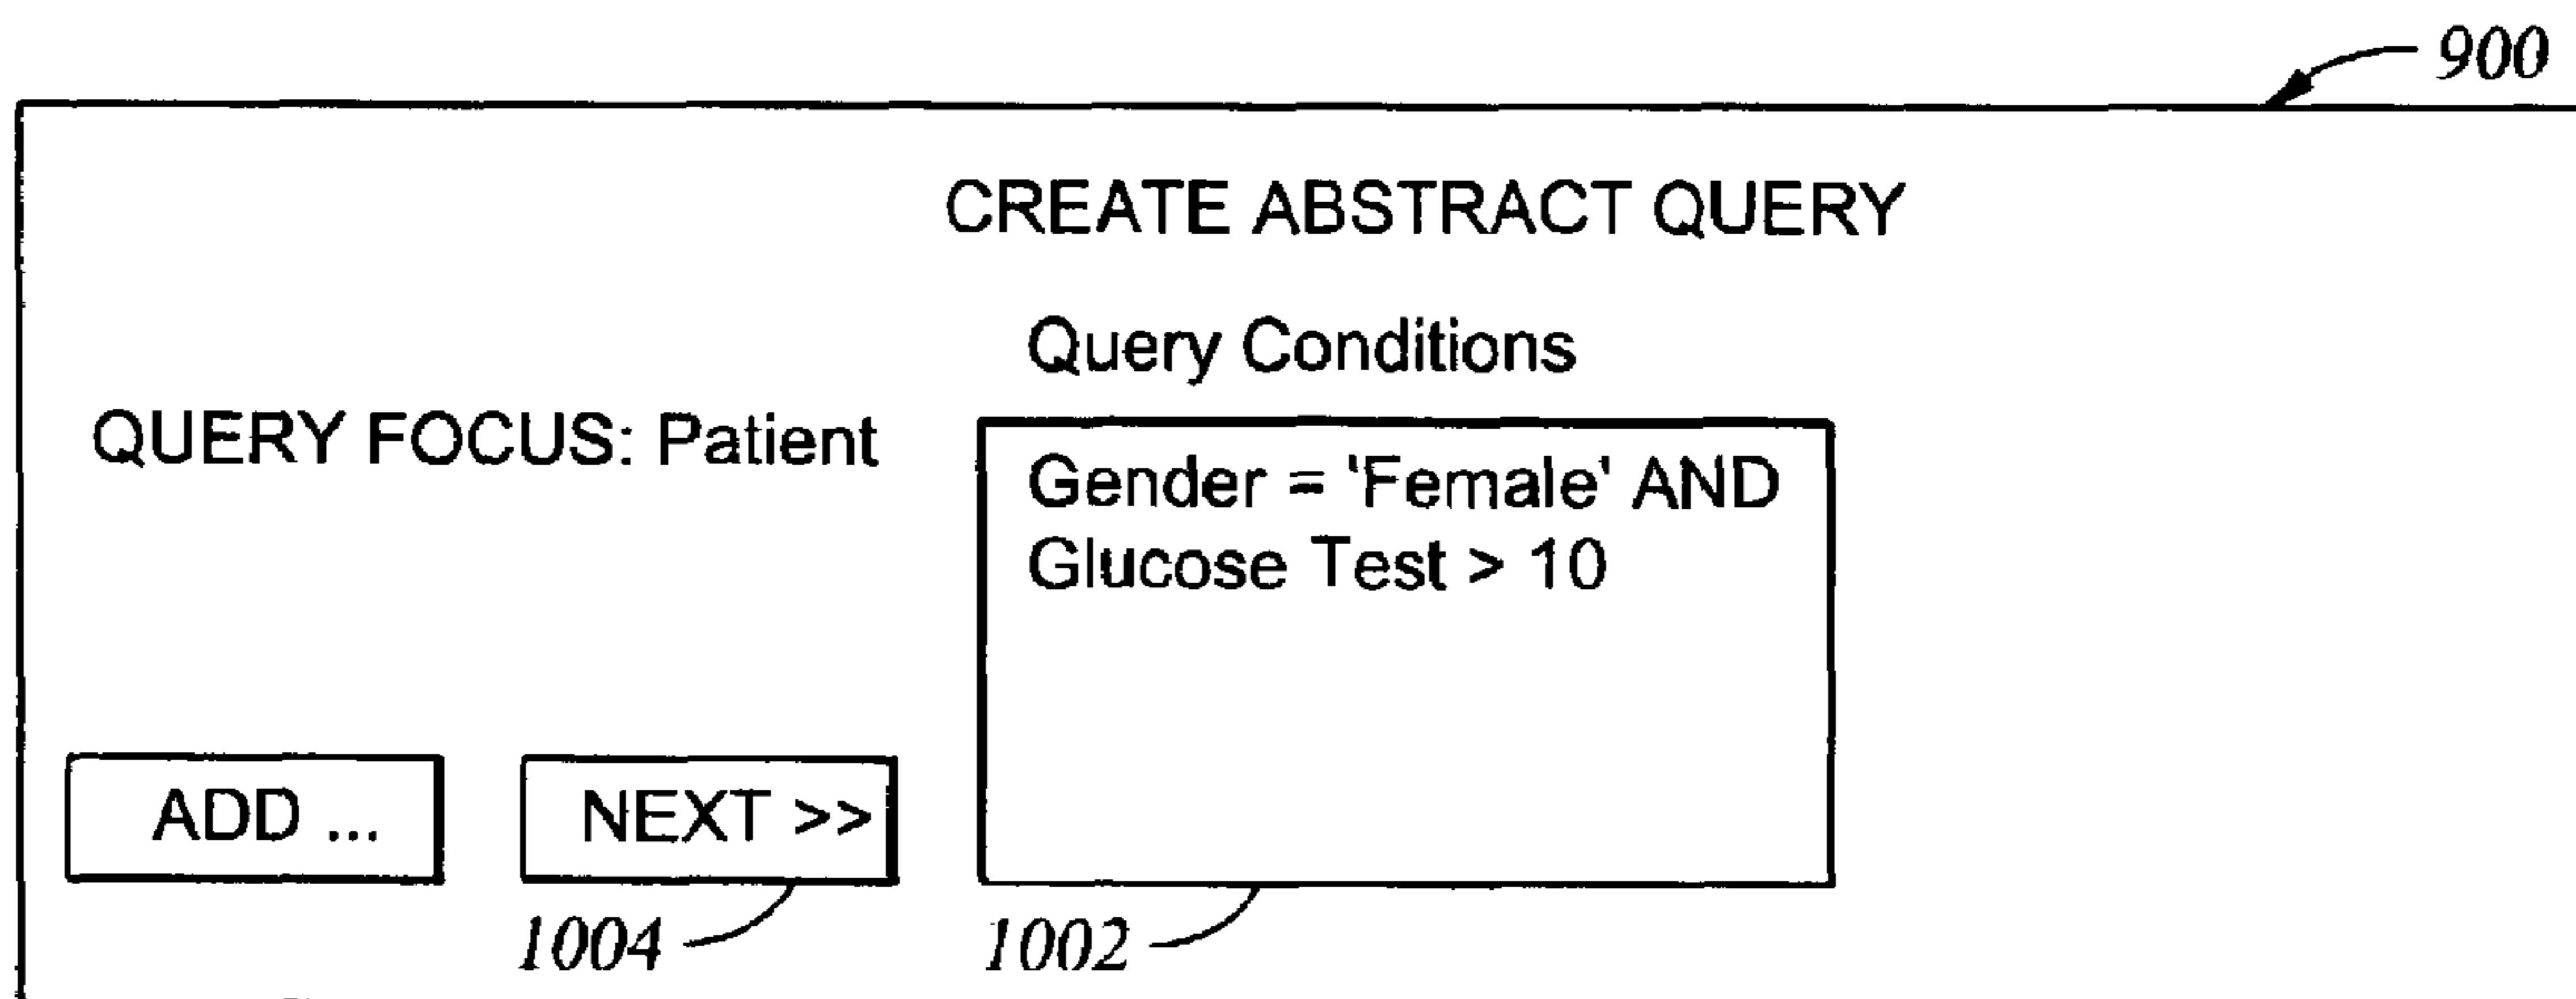 900
CREATE ABSTRACT QUERY
Query Conditions
QUERY FOCUS: Patient
Gender = 'Female' AND
Glucose Test > 10
ADD ...
NEXT >>
1004
1002